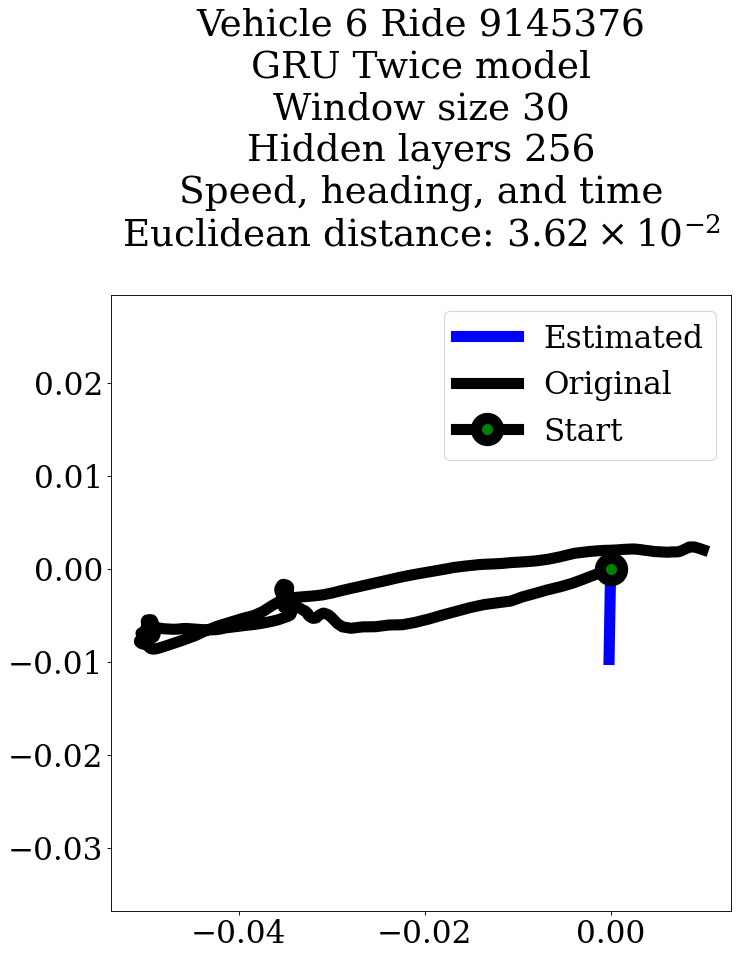 Vehicle 6 Ride 9145376
GRU Twice model
Window size 30
Hidden layers 256
Speed, heading, and time
Euclidean distance: 3.62 × 10⁻²
Estimated
Original
Start
0.02
0.01
0.00
−0.01
−0.02
−0.03
−0.04
−0.02
0.00